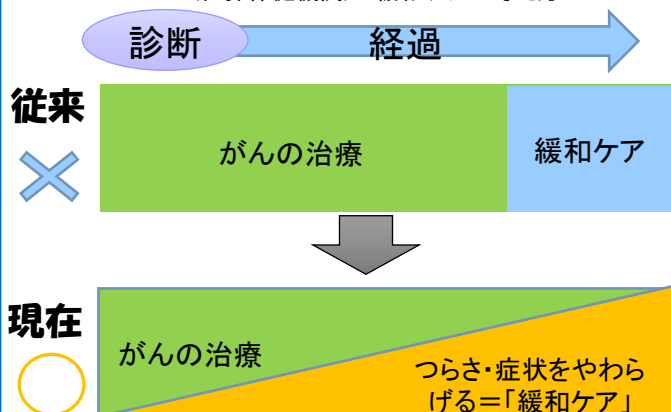 診断
経過
従来
がんの治療
緩和ケア
現在
がんの治療
つらさ・症状をやわら
げる=「緩和ケア」